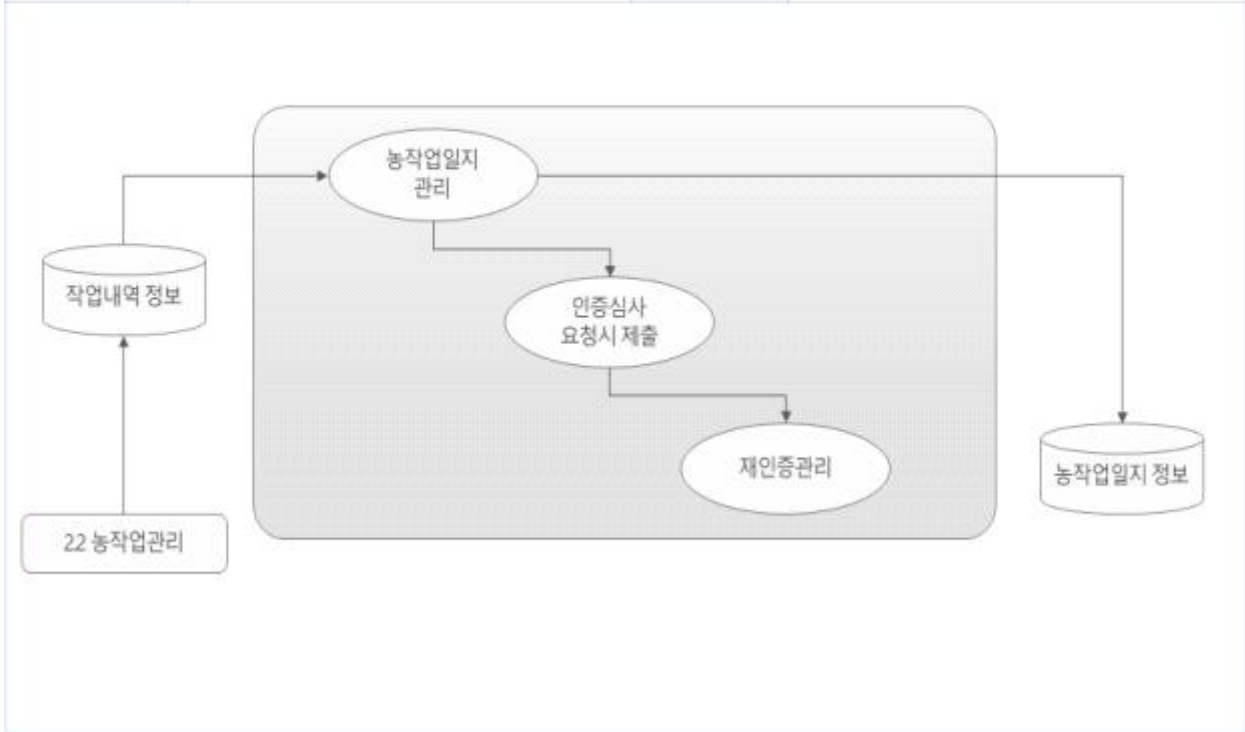 농작업일지
관리
작업내역 정보
인증심사
요청시 제출
재인증관리
농작업일지 정보
22 농작업관리